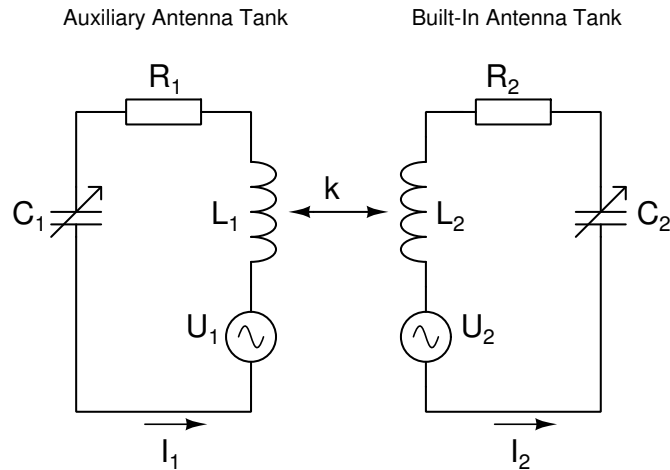 Auxiliary Antenna Tank
Built-In Antenna Tank
R₁
R₂
C₁
L₁
k
L₂
C₂
U₁
U₂
I₁
I₂